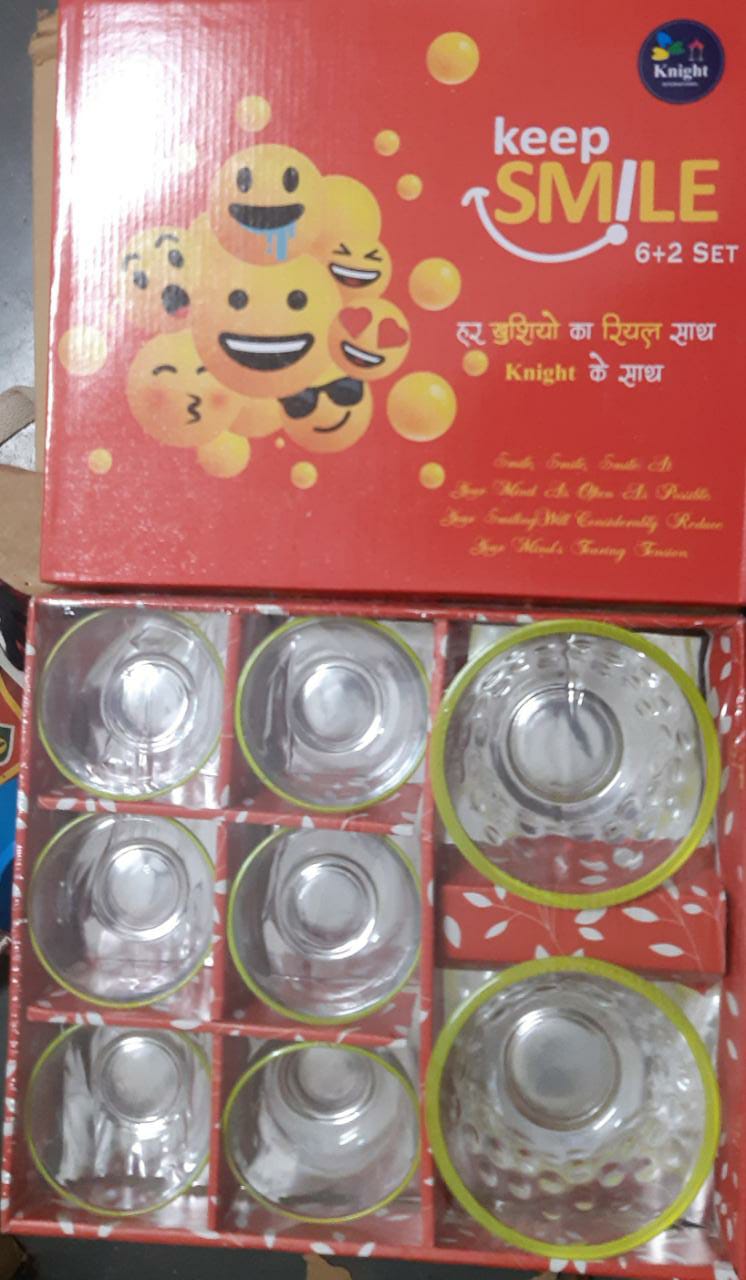 Knight
INTERNATIONAL
keep
SMILE
6+2 SET
हर खुशियो का रियल साथ
Knight के साथ
Smile, Smile, Smile At
Your Mind As Often As Possible.
Your Smiling Will Considerably Reduce
Your Mind's Tearing Tension